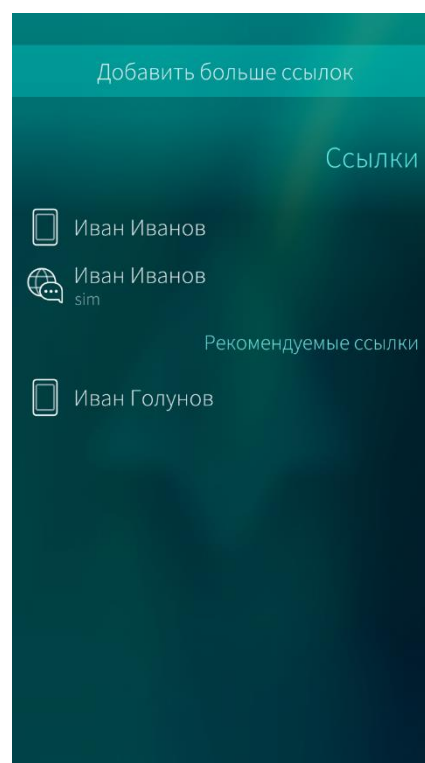 Добавить больше ссылок
Ссылки
Иван Иванов
Иван Иванов
sim
Рекомендуемые ссылки
Иван Голунов